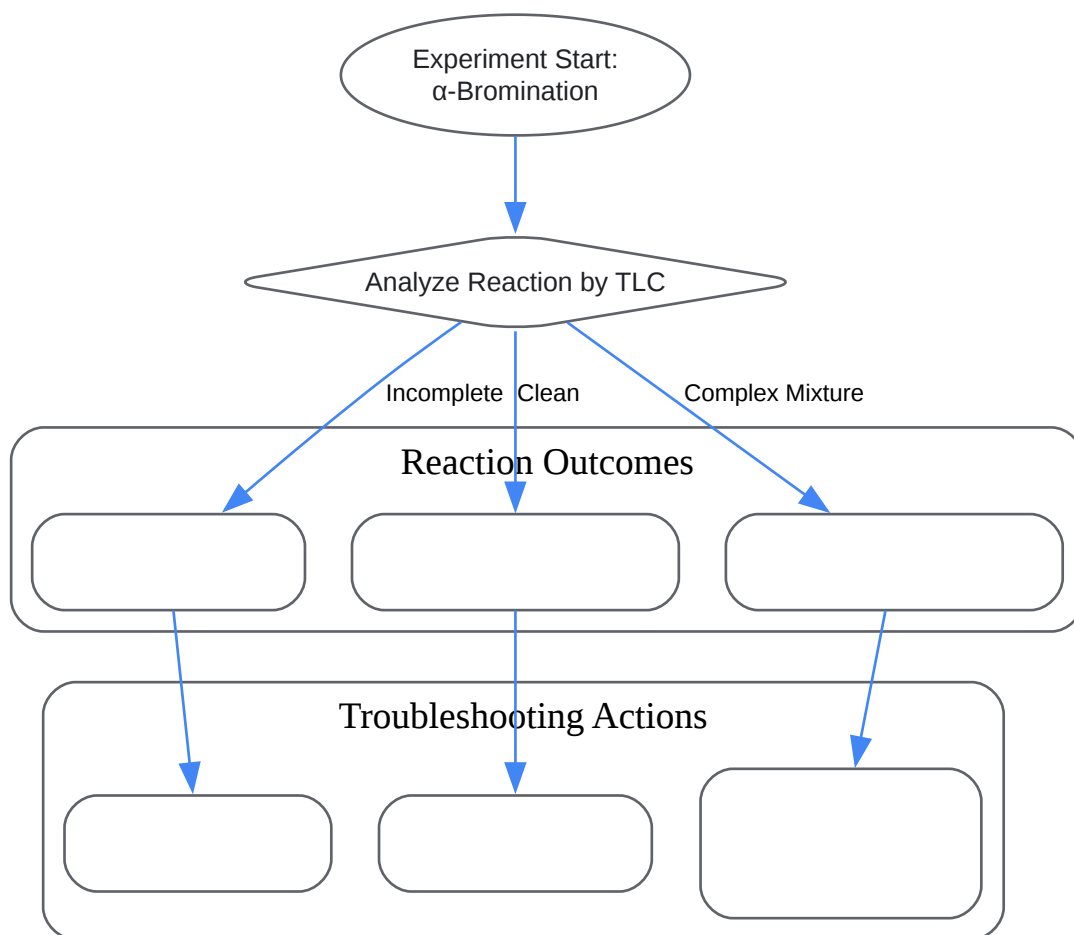 Experiment Start:
α-Bromination
Analyze Reaction by TLC
Incomplete
Clean
Complex Mixture
Reaction Outcomes
Troubleshooting Actions